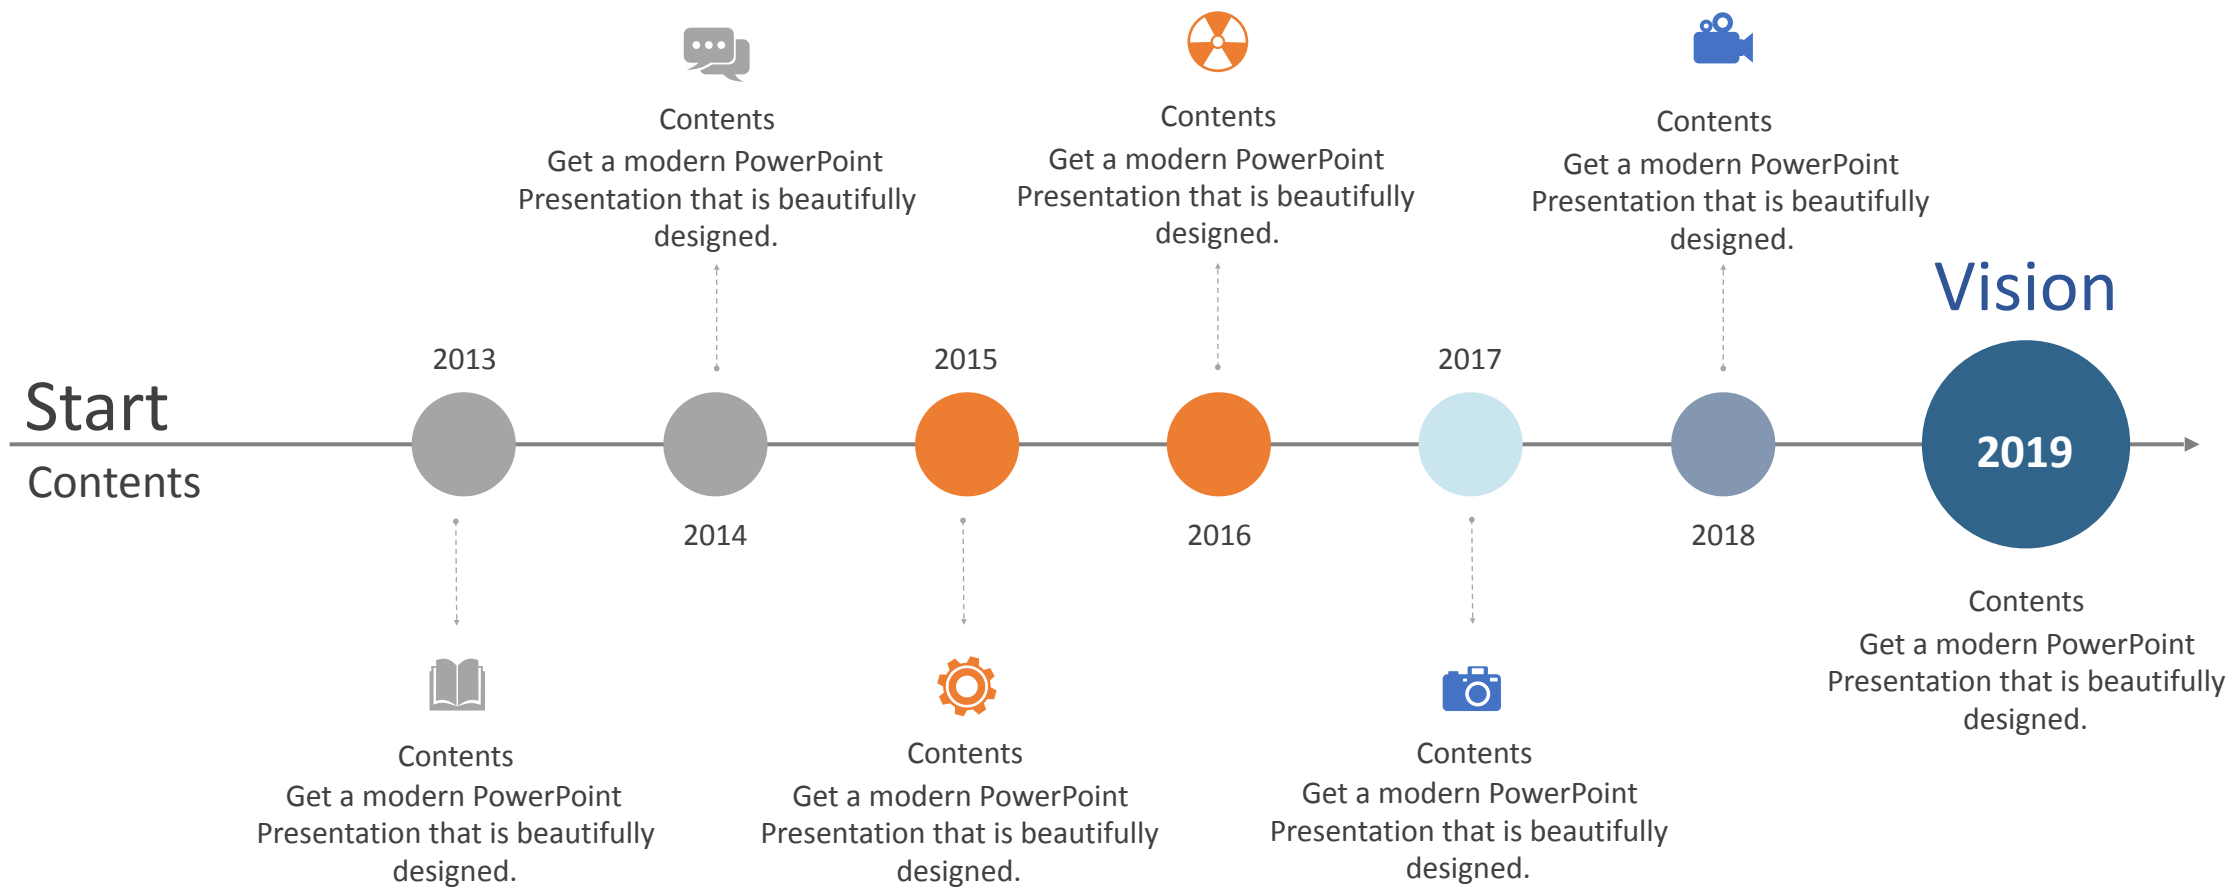 Contents
Get a modern PowerPoint
Presentation that is beautifully
designed.
Contents
Get a modern PowerPoint
Presentation that is beautifully
designed.
Contents
Get a modern PowerPoint
Presentation that is beautifully
designed.
Vision
Start
Contents
2013
2014
2015
2016
2017
2018
2019
Contents
Get a modern PowerPoint
Presentation that is beautifully
designed.
Contents
Get a modern PowerPoint
Presentation that is beautifully
designed.
Contents
Get a modern PowerPoint
Presentation that is beautifully
designed.
Contents
Get a modern PowerPoint
Presentation that is beautifully
designed.